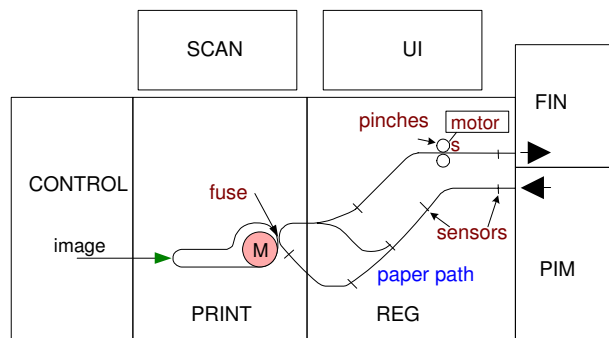 SCAN
UI
FIN
pinches
motor
s
CONTROL
fuse
sensors
image
M
paper path
PIM
PRINT
REG